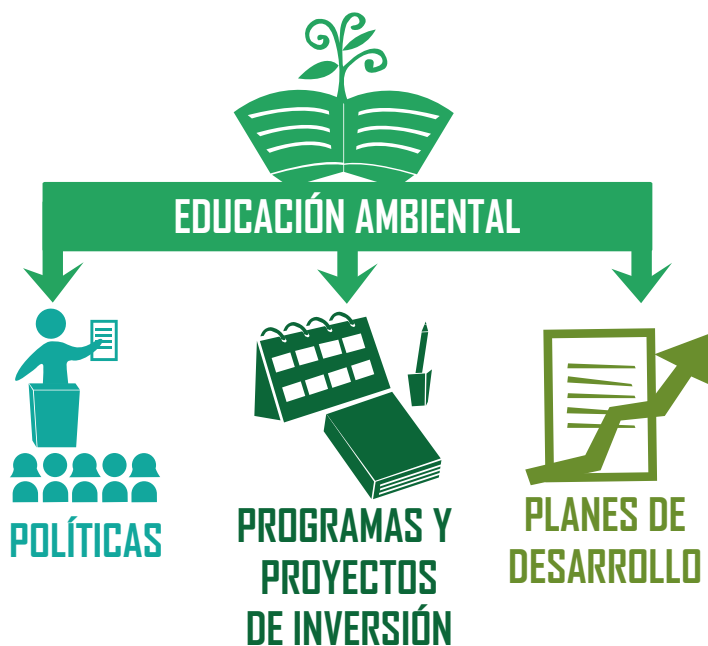 EDUCACIÓN AMBIENTAL
POLÍTICAS
PROGRAMAS Y
PROYECTOS
DE INVERSIÓN
PLANES DE
DESARROLLO